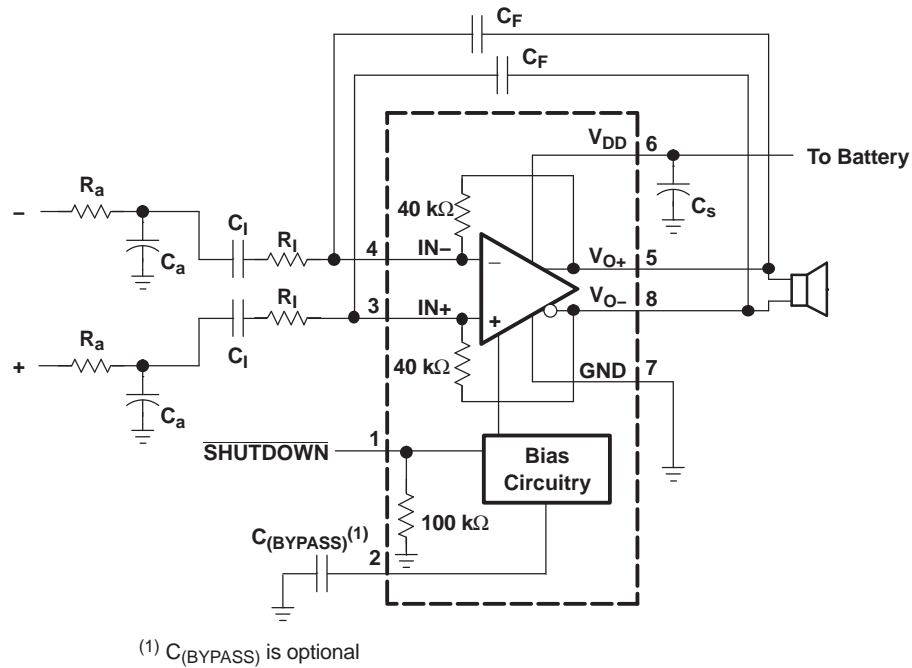 C_F
C_F
V_DD 6
To Battery
R_a
40 kΩ
C_s
–
C_I
R_I
4 IN– –
V_O+ 5
C_a
V_O– 8
R_I
3 IN+ +
R_a
C_I
40 kΩ
GND 7
+
C_a
1
SHUTDOWN
Bias
Circuitry
100 kΩ
C_(BYPASS)^(1)
2
(1) C_(BYPASS) is optional